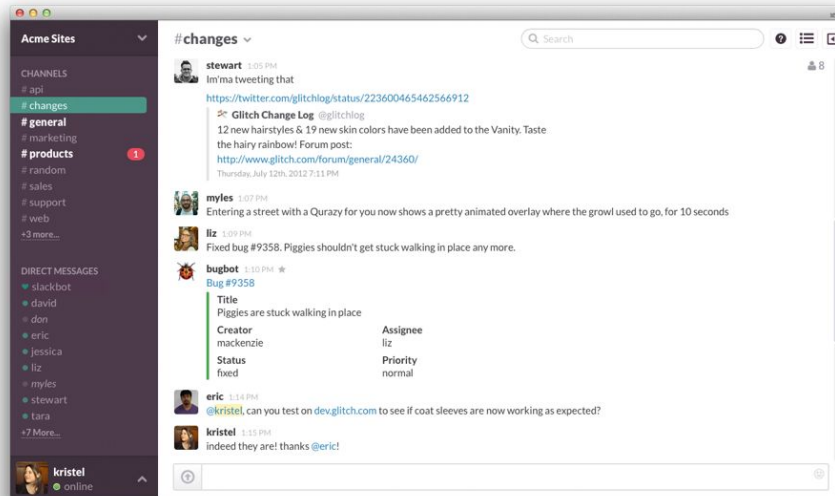 Acme Sites
CHANNELS
# api
# changes
# general
# marketing
# products 1
# random
# sales
# support
# web
+3 more...
DIRECT MESSAGES
slackbot
david
don
eric
jessica
liz
myles
stewart
tara
+7 More...
kristel
online
#changes
Search
8
stewart 1:05 PM
Im'ma tweeting that
https://twitter.com/glitchlog/status/223600465462566912
Glitch Change Log @glitchlog
12 new hairstyles & 19 new skin colors have been added to the Vanity. Taste
the hairy rainbow! Forum post:
http://www.glitch.com/forum/general/24360/
Thursday, July 12th, 2012 7:11 PM
myles 1:07 PM
Entering a street with a Qurazy for you now shows a pretty animated overlay where the growl used to go, for 10 seconds
liz 1:09 PM
Fixed bug #9358. Piggies shouldn't get stuck walking in place any more.
bugbot 1:10 PM
Bug #9358
Title
Piggies are stuck walking in place
Creator Assignee
mackenzie liz
Status Priority
fixed normal
eric 1:14 PM
@kristel, can you test on dev.glitch.com to see if coat sleeves are now working as expected?
kristel 1:15 PM
indeed they are! thanks @eric!